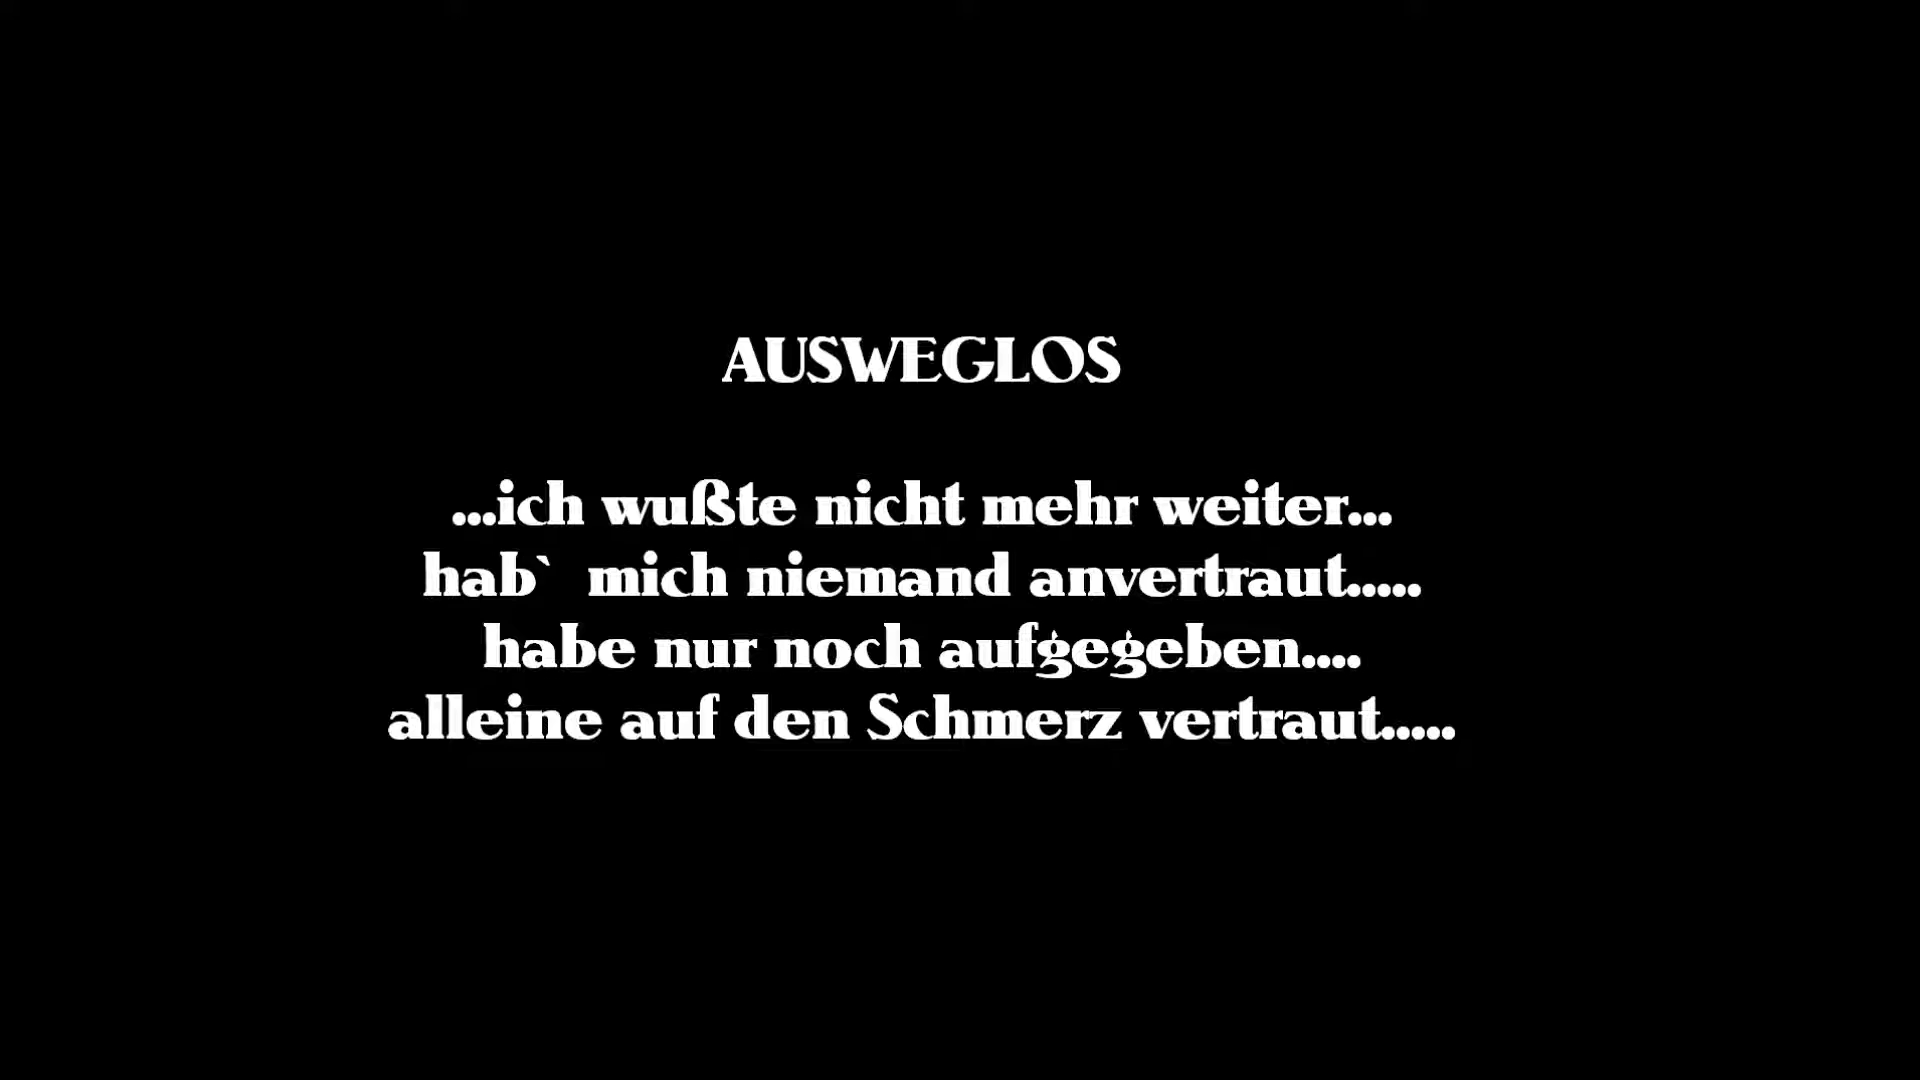 AUSWEGLOS
...ich wußte nicht mehr weiter...
hab` mich niemand anvertraut.....
habe nur noch aufgegeben....
alleine auf den Schmerz vertraut.....